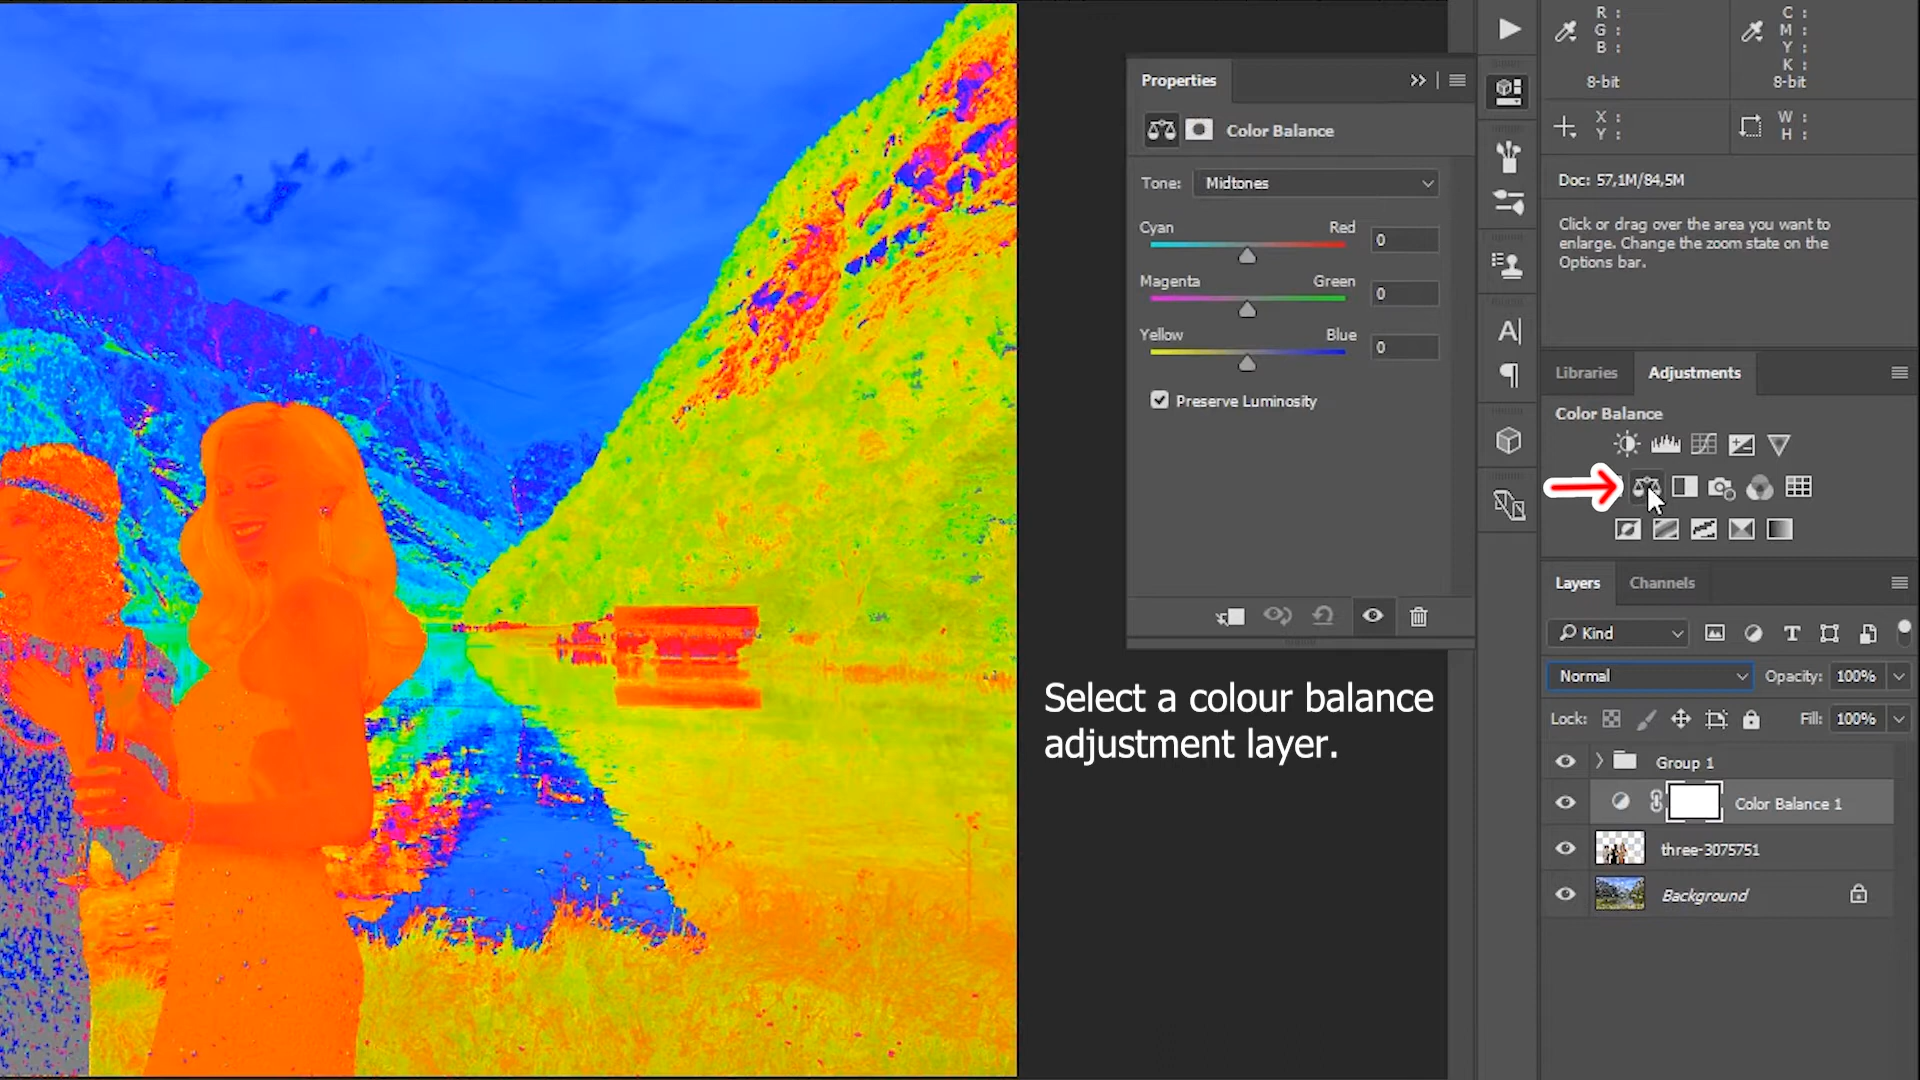 R :
G :
B :
8-bit
C :
M :
Y :
K :
8-bit
X :
Y :
W :
H :
Doc: 57,1M/84,5M
Click or drag over the area you want to
enlarge. Change the zoom state on the
Options bar.
Properties
Color Balance
Tone: Midtones
Cyan Red 0
Magenta Green 0
Yellow Blue 0
Preserve Luminosity
Libraries Adjustments
Color Balance
Select a colour balance
adjustment layer.
Layers Channels
Kind
Normal Opacity: 100%
Lock: Fill: 100%
Group 1
Color Balance 1
three-3075751
Background